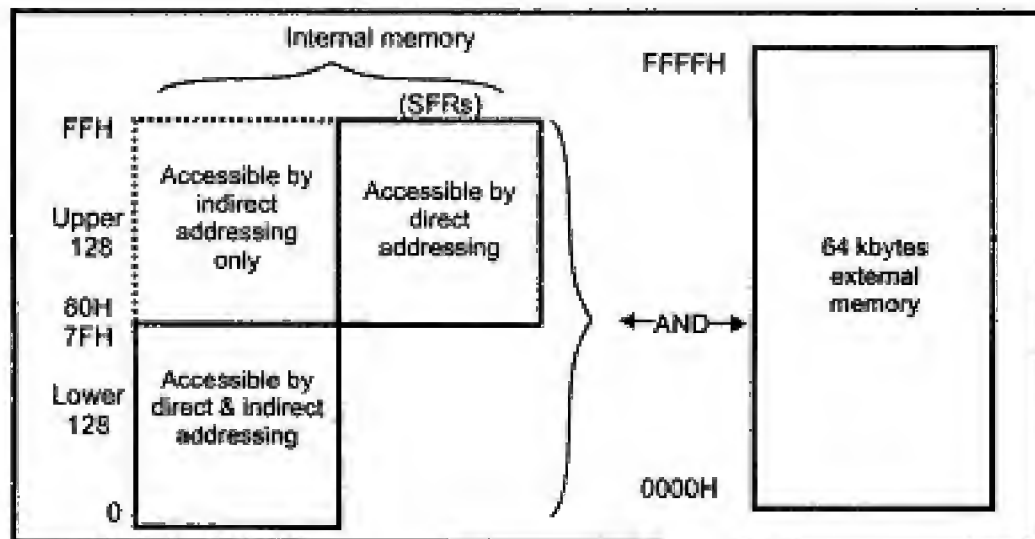 Internal memory
(SFRs)
FFH
Accessible by
indirect
addressing
only
Upper
128
80H
Accessible by
direct
addressing
7FH
Lower
128
Accessible by
direct & indirect
addressing
0
AND
FFFFH
64 kbytes
external
memory
0000H